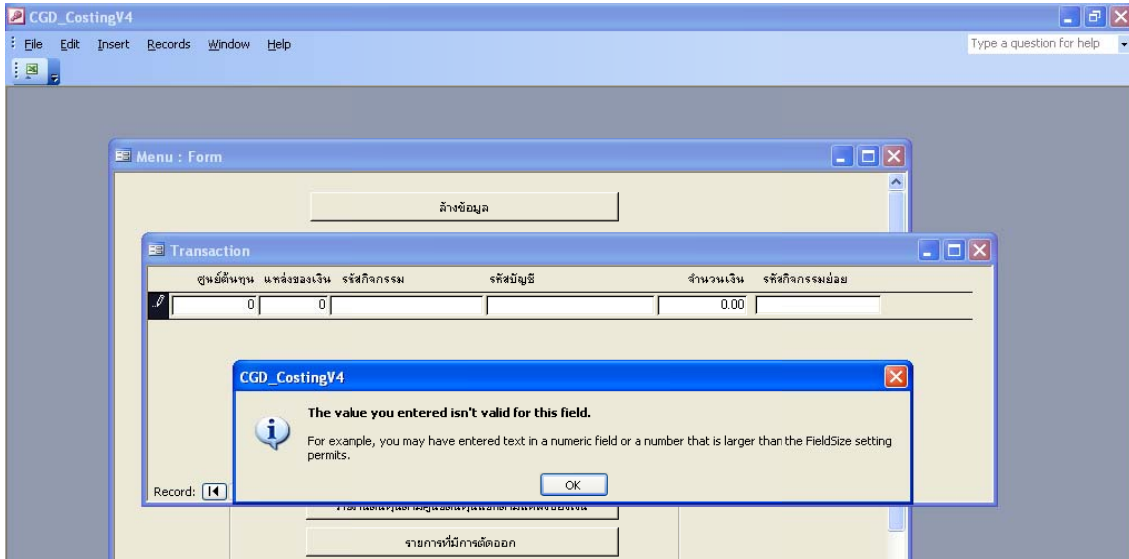 CGD_CostingV4
File Edit Insert Records Window Help
Type a question for help
Menu : Form
ล้างข้อมูล
Transaction
ศูนย์ต้นทุน แหล่งของเงิน รหัสกิจกรรม รหัสบัญชี จำนวนเงิน รหัสกิจกรรมย่อย
0 0 0.00
CGD_CostingV4
The value you entered isn't valid for this field.
For example, you may have entered text in a numeric field or a number that is larger than the FieldSize setting
permits.
OK
Record:
รายการที่มีการตัดออก